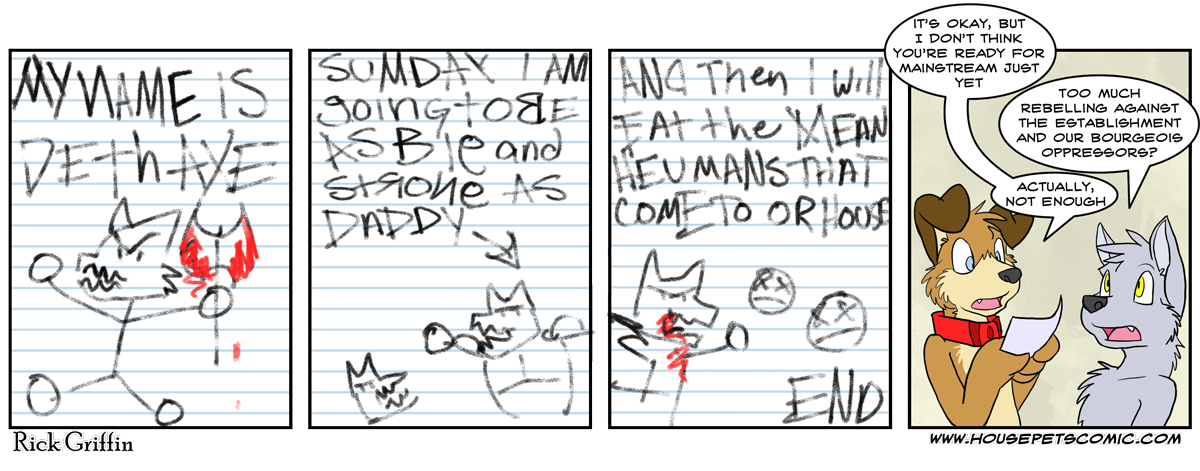 MY NAME IS
DEThAYE
SUMDAY I AM
going to BE
AS BIe and
STRONE AS
DADDY
AND Then I will
EAt the MEAN
HEUMANS THAT
COME TO OR HOUSE
END
IT'S OKAY, BUT
I DON'T THINK
YOU'RE READY FOR
MAINSTREAM JUST
YET
TOO MUCH
REBELLING AGAINST
THE ESTABLISHMENT
AND OUR BOURGEOIS
OPPRESSORS?
ACTUALLY,
NOT ENOUGH
Rick Griffin
WWW.HOUSEPETSCOMIC.COM